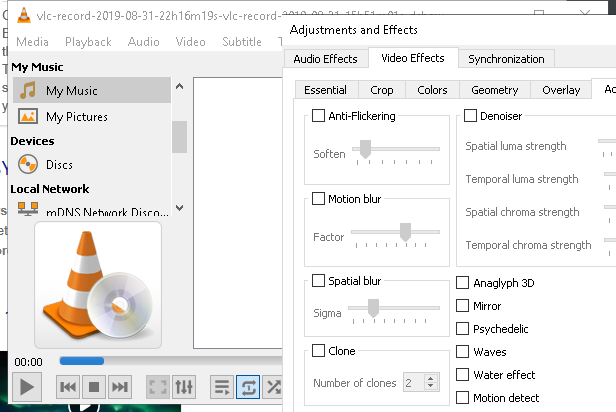 vlc-record-2019-08-31-22h16m19s-vlc-record-2019-08-31-15h51
Adjustments and Effects
Media Playback Audio Video Subtitle T
Audio Effects Video Effects Synchronization
Essential Crop Colors Geometry Overlay
My Music
My Music
My Pictures
Devices
Discs
Local Network
mDNS Network Disco...
00:00
Anti-Flickering
Soften
Motion blur
Factor
Spatial blur
Sigma
Clone
Number of clones 2
Denoiser
Spatial luma strength
Temporal luma strength
Spatial chroma strength
Temporal chroma strength
Anaglyph 3D
Mirror
Psychedelic
Waves
Water effect
Motion detect